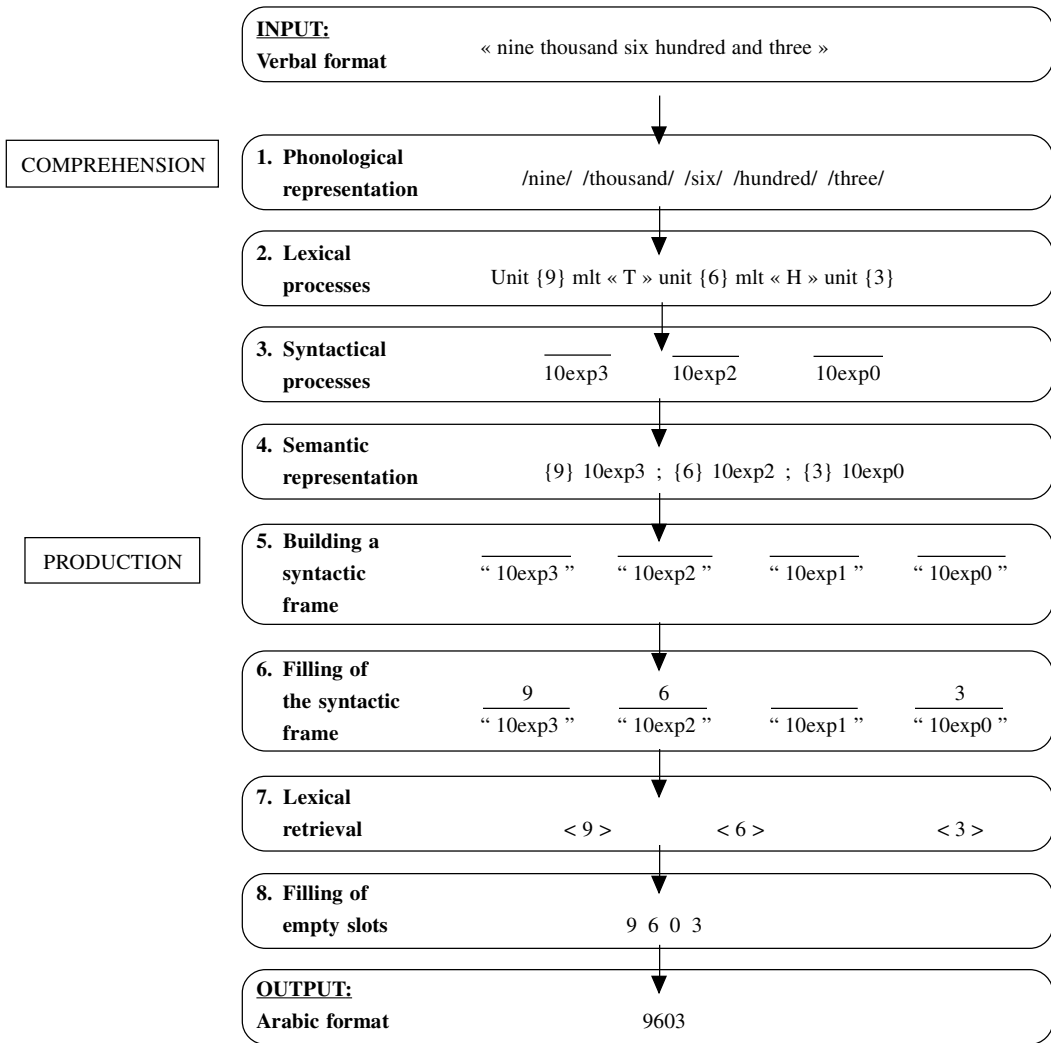 INPUT:
Verbal format
« nine thousand six hundred and three »
COMPREHENSION
1. Phonological
representation
/nine/ /thousand/ /six/ /hundred/ /three/
2. Lexical
processes
Unit {9} mlt « T » unit {6} mlt « H » unit {3}
3. Syntactical
processes
10exp3 10exp2 10exp0
4. Semantic
representation
{9} 10exp3 ; {6} 10exp2 ; {3} 10exp0
PRODUCTION
5. Building a
syntactic
frame
“ 10exp3 ” “ 10exp2 ” “ 10exp1 ” “ 10exp0 ”
6. Filling of
the syntactic
frame
9 6 3
“ 10exp3 ” “ 10exp2 ” “ 10exp1 ” “ 10exp0 ”
7. Lexical
retrieval
< 9 > < 6 > < 3 >
8. Filling of
empty slots
9 6 0 3
OUTPUT:
Arabic format
9603